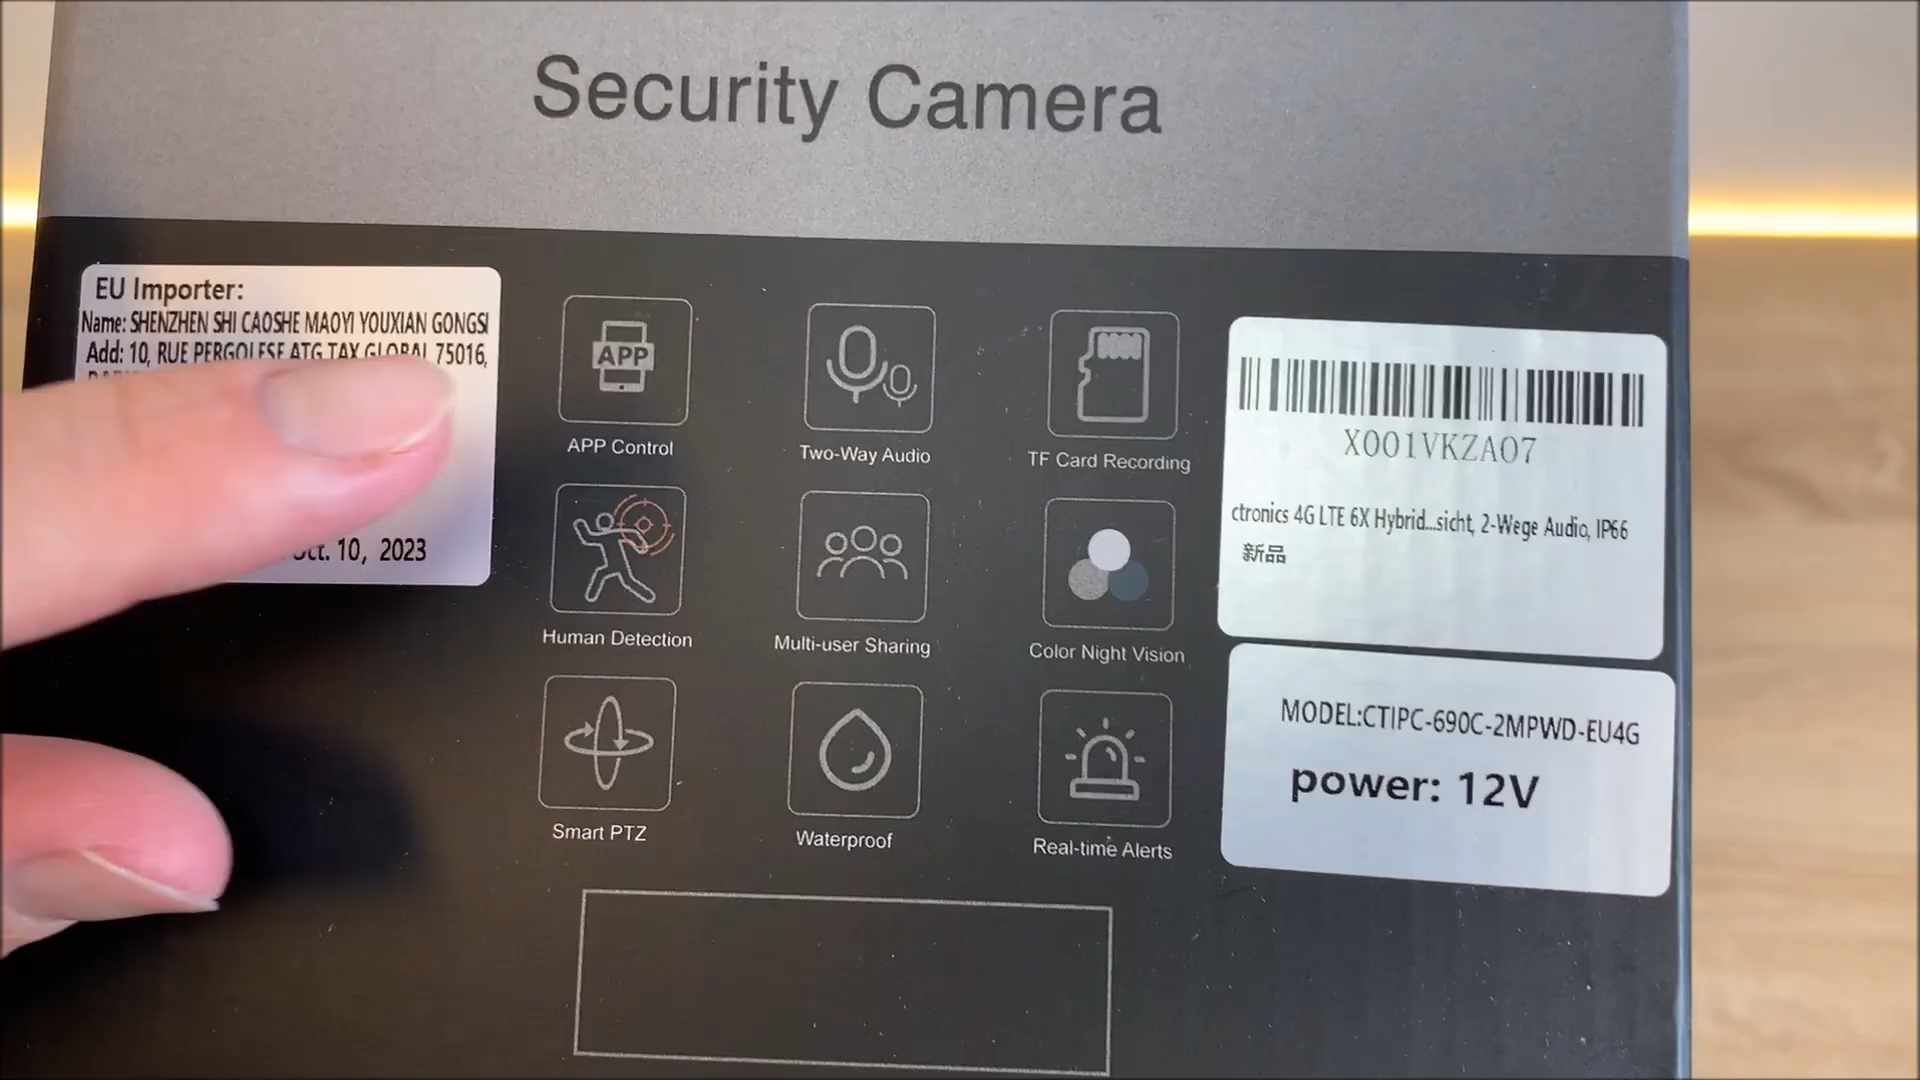 Security Camera
EU Importer:
Name: SHENZHEN SHI CAOSHE MAOYI YOUXIAN GONGSI
Add: 10, RUE PERGOLESE ATG TAX GLOBAL 75016,
Oct. 10, 2023
APP
APP Control
Two-Way Audio
TF Card Recording
Human Detection
Multi-user Sharing
Color Night Vision
Smart PTZ
Waterproof
Real-time Alerts
X001VKZA07
ctronics 4G LTE 6X Hybrid...sicht, 2-Wege Audio, IP66
新品
MODEL:CTIPC-690C-2MPWD-EU4G
power: 12V